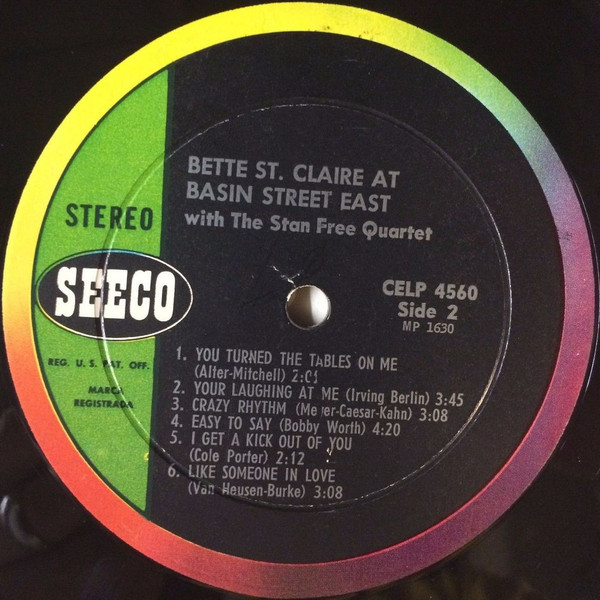 BETTE ST. CLAIRE AT
BASIN STREET EAST
with The Stan Free Quartet
STEREO
SEECO
REG. U. S. PAT. OFF.
MARCA
REGISTRADA
CELP 4560
Side 2
MP 1630
1. YOU TURNED THE TABLES ON ME
(Alter-Mitchell) 2:01
2. YOUR LAUGHING AT ME (Irving Berlin) 3:45
3. CRAZY RHYTHM (Meyer-Caesar-Kahn) 3:08
4. EASY TO SAY (Bobby Worth) 4:20
5. I GET A KICK OUT OF YOU
(Cole Porter) 2:12
6. LIKE SOMEONE IN LOVE
(Van Heusen-Burke) 3:08